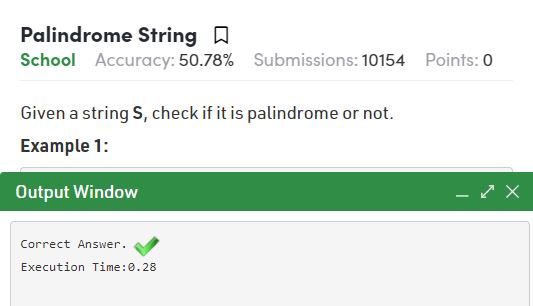 Palindrome String
School Accuracy: 50.78% Submissions: 10154 Points: 0
Given a string S, check if it is palindrome or not.
Example 1:
Output Window
Correct Answer.
Execution Time:0.28